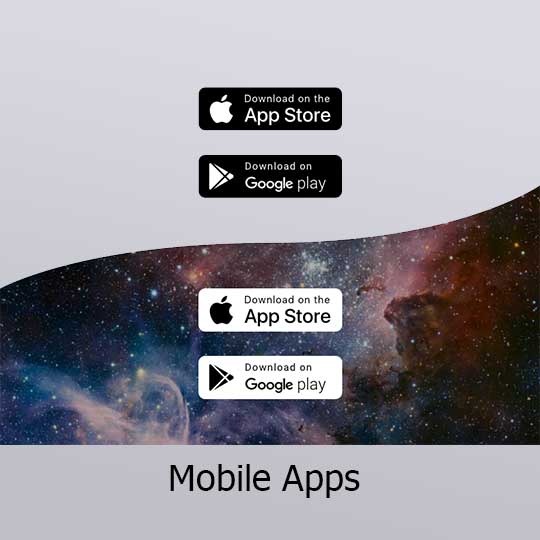 Download on the
App Store
Download on
Google play
Download on the
App Store
Download on
Google play
Mobile Apps